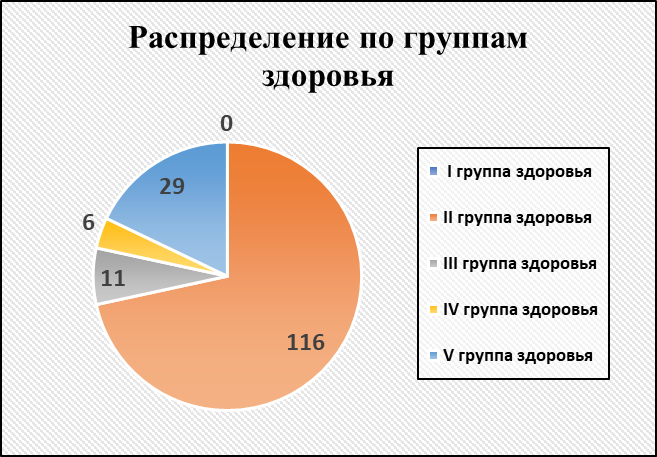 Распределение по группам
здоровья
0
29
6
11
116
I группа здоровья
II группа здоровья
III группа здоровья
IV группа здоровья
V группа здоровья